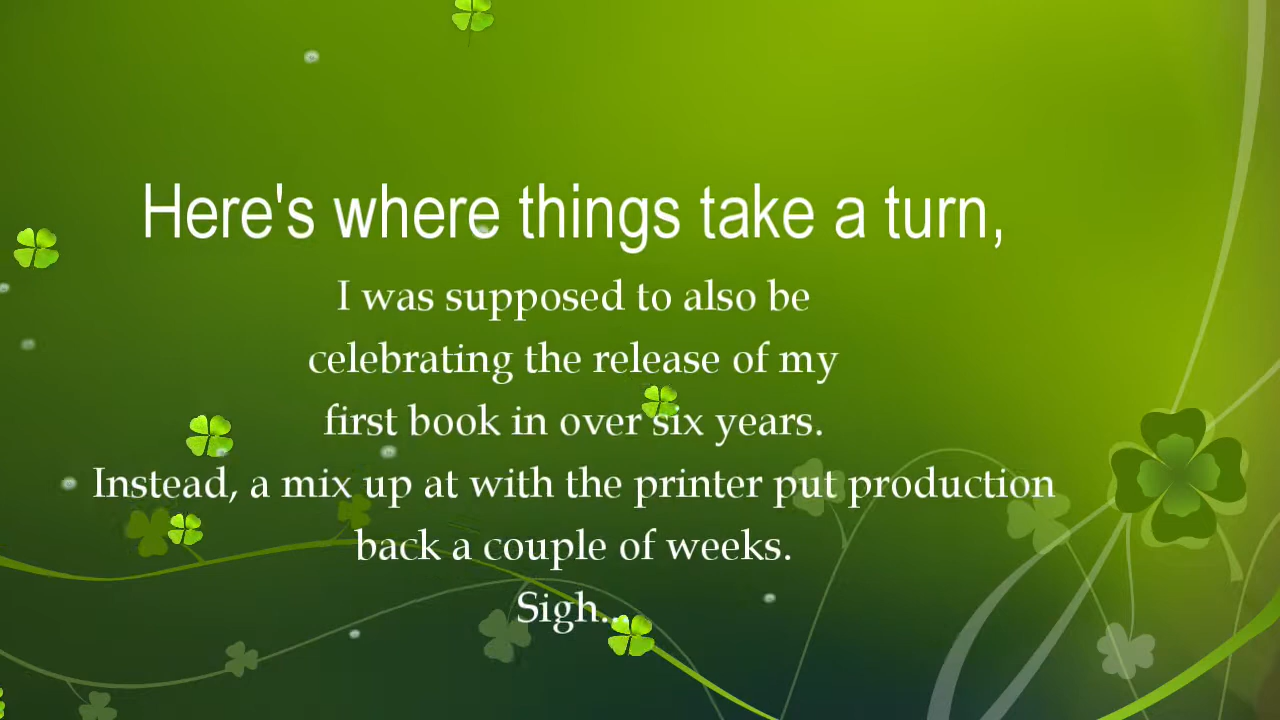 Here's where things take a turn,
I was supposed to also be
celebrating the release of my
first book in over six years.
Instead, a mix up at with the printer put production
back a couple of weeks.
Sigh...